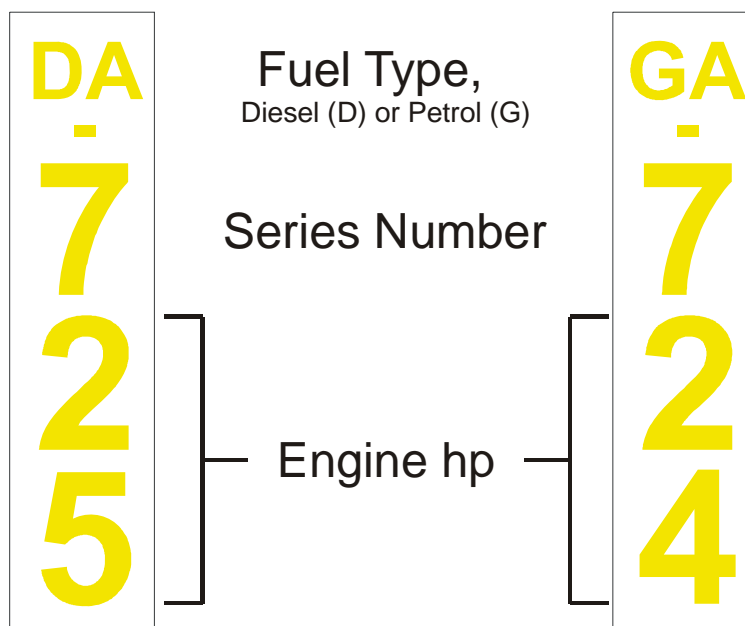 DA
-
7
2
5
Fuel Type,
Diesel (D) or Petrol (G)
Series Number
Engine hp
GA
-
7
2
4